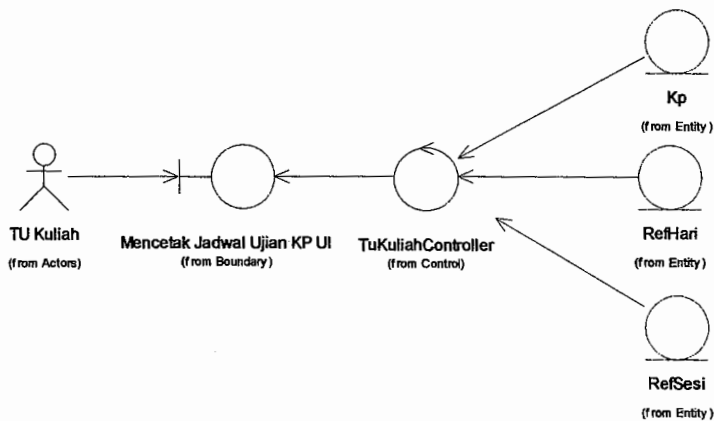 Kp
(from Entity)
TU Kuliah
(from Actors)
Mencetak Jadwal Ujian KP UI
(from Boundary)
TuKuliahController
(from Control)
RefHari
(from Entity)
RefSesi
(from Entity)